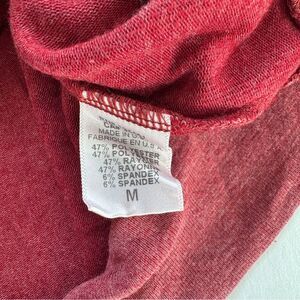 MADE IN U.S.A.
FABRIQUE EN U.S.A.
47% POLYESTER
47% POLYESTER
47% RAYON
47% RAYONNE
6% SPANDEX
6% SPANDEX
M